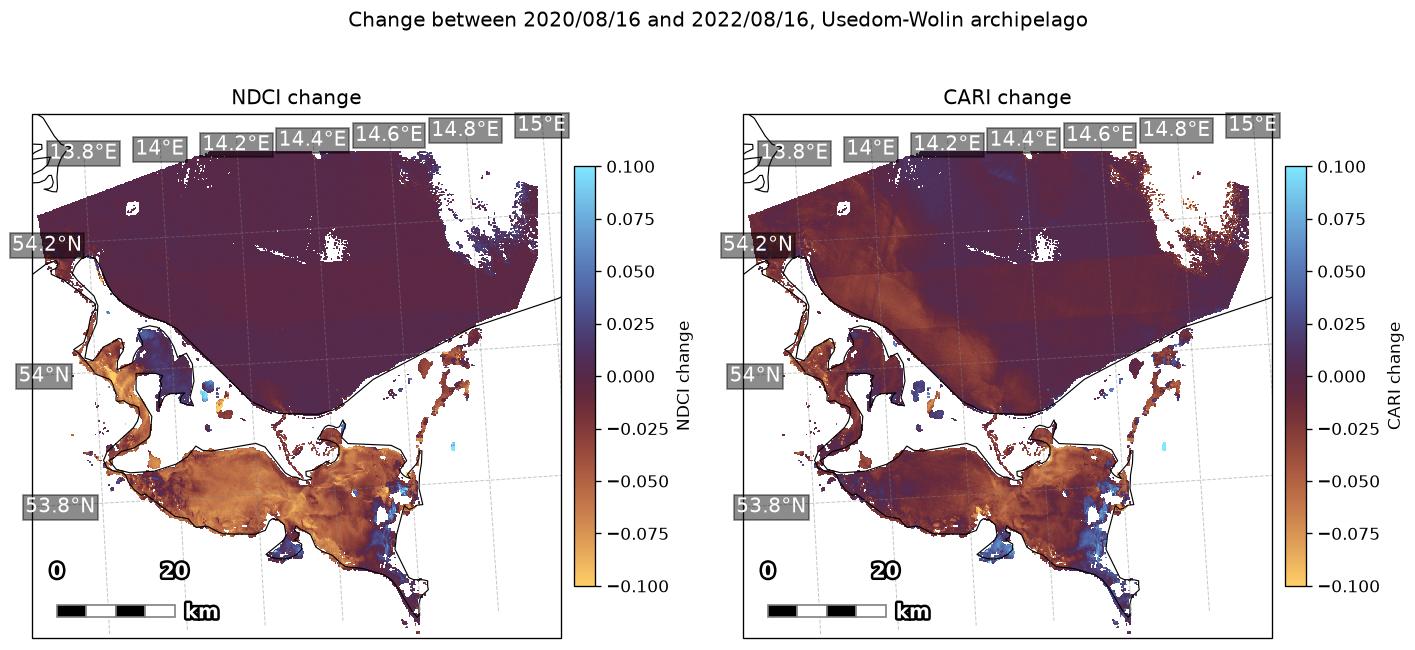 Change between 2020/08/16 and 2022/08/16, Usedom-Wolin archipelago
NDCI change
13.8°E
14°E
14.2°E
14.4°E
14.6°E
14.8°E
15°E
54.2°N
54°N
53.8°N
0
20
km
0.100
0.075
0.050
0.025
0.000
−0.025
−0.050
−0.075
−0.100
NDCI change
CARI change
13.8°E
14°E
14.2°E
14.4°E
14.6°E
14.8°E
15°E
54.2°N
54°N
53.8°N
0
20
km
0.100
0.075
0.050
0.025
0.000
−0.025
−0.050
−0.075
−0.100
CARI change